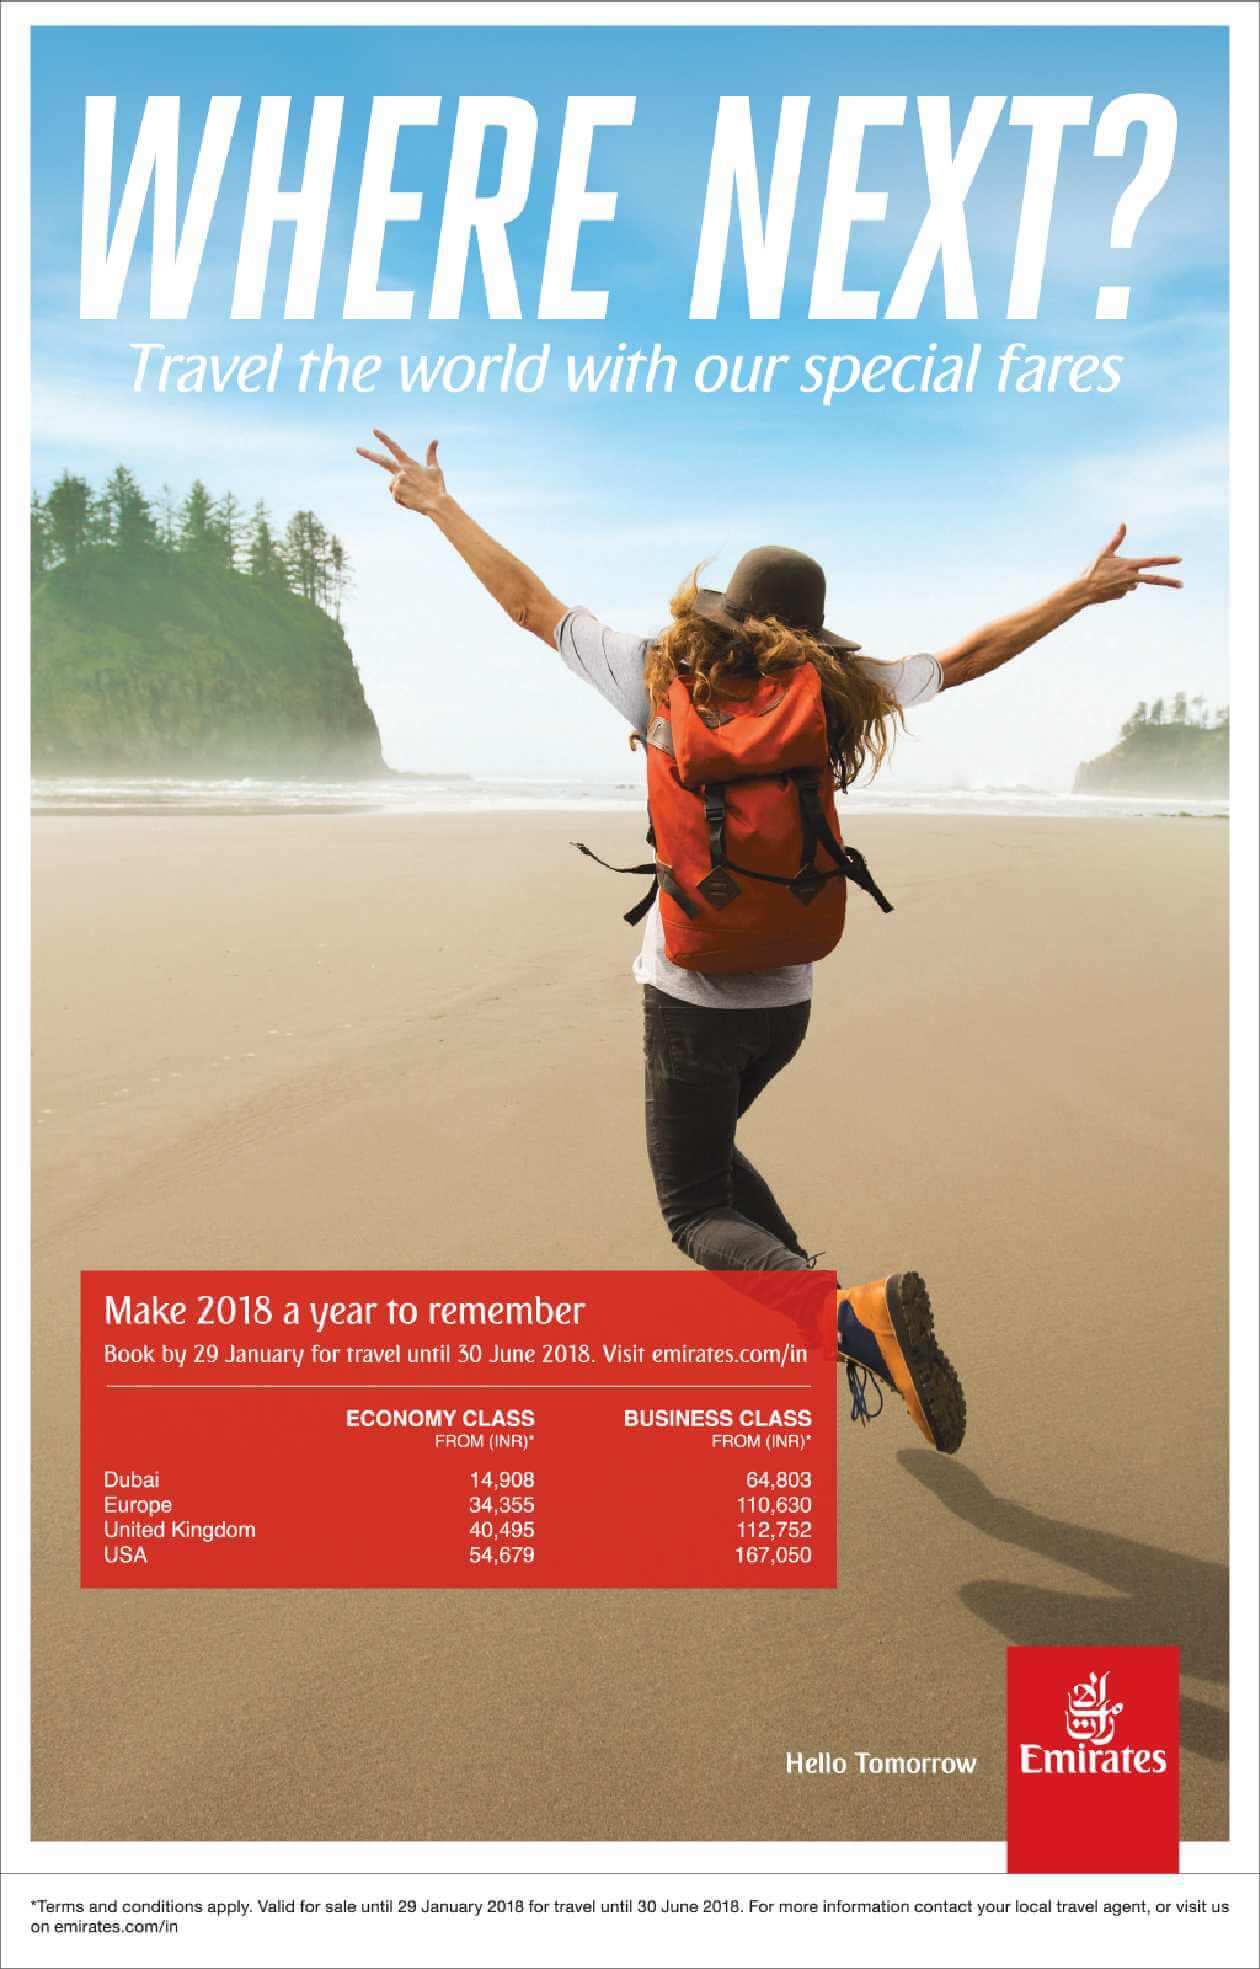 WHERE NEXT?
Travel the world with our special fares
Make 2018 a year to remember
Book by 29 January for travel until 30 June 2018. Visit emirates.com/in
ECONOMY CLASS BUSINESS CLASS
FROM (INR)* FROM (INR)*
Dubai 14,908 64,803
Europe 34,355 110,630
United Kingdom 40,495 112,752
USA 54,679 167,050
Hello Tomorrow
Emirates
*Terms and conditions apply. Valid for sale until 29 January 2018 for travel until 30 June 2018. For more information contact your local travel agent, or visit us
on emirates.com/in